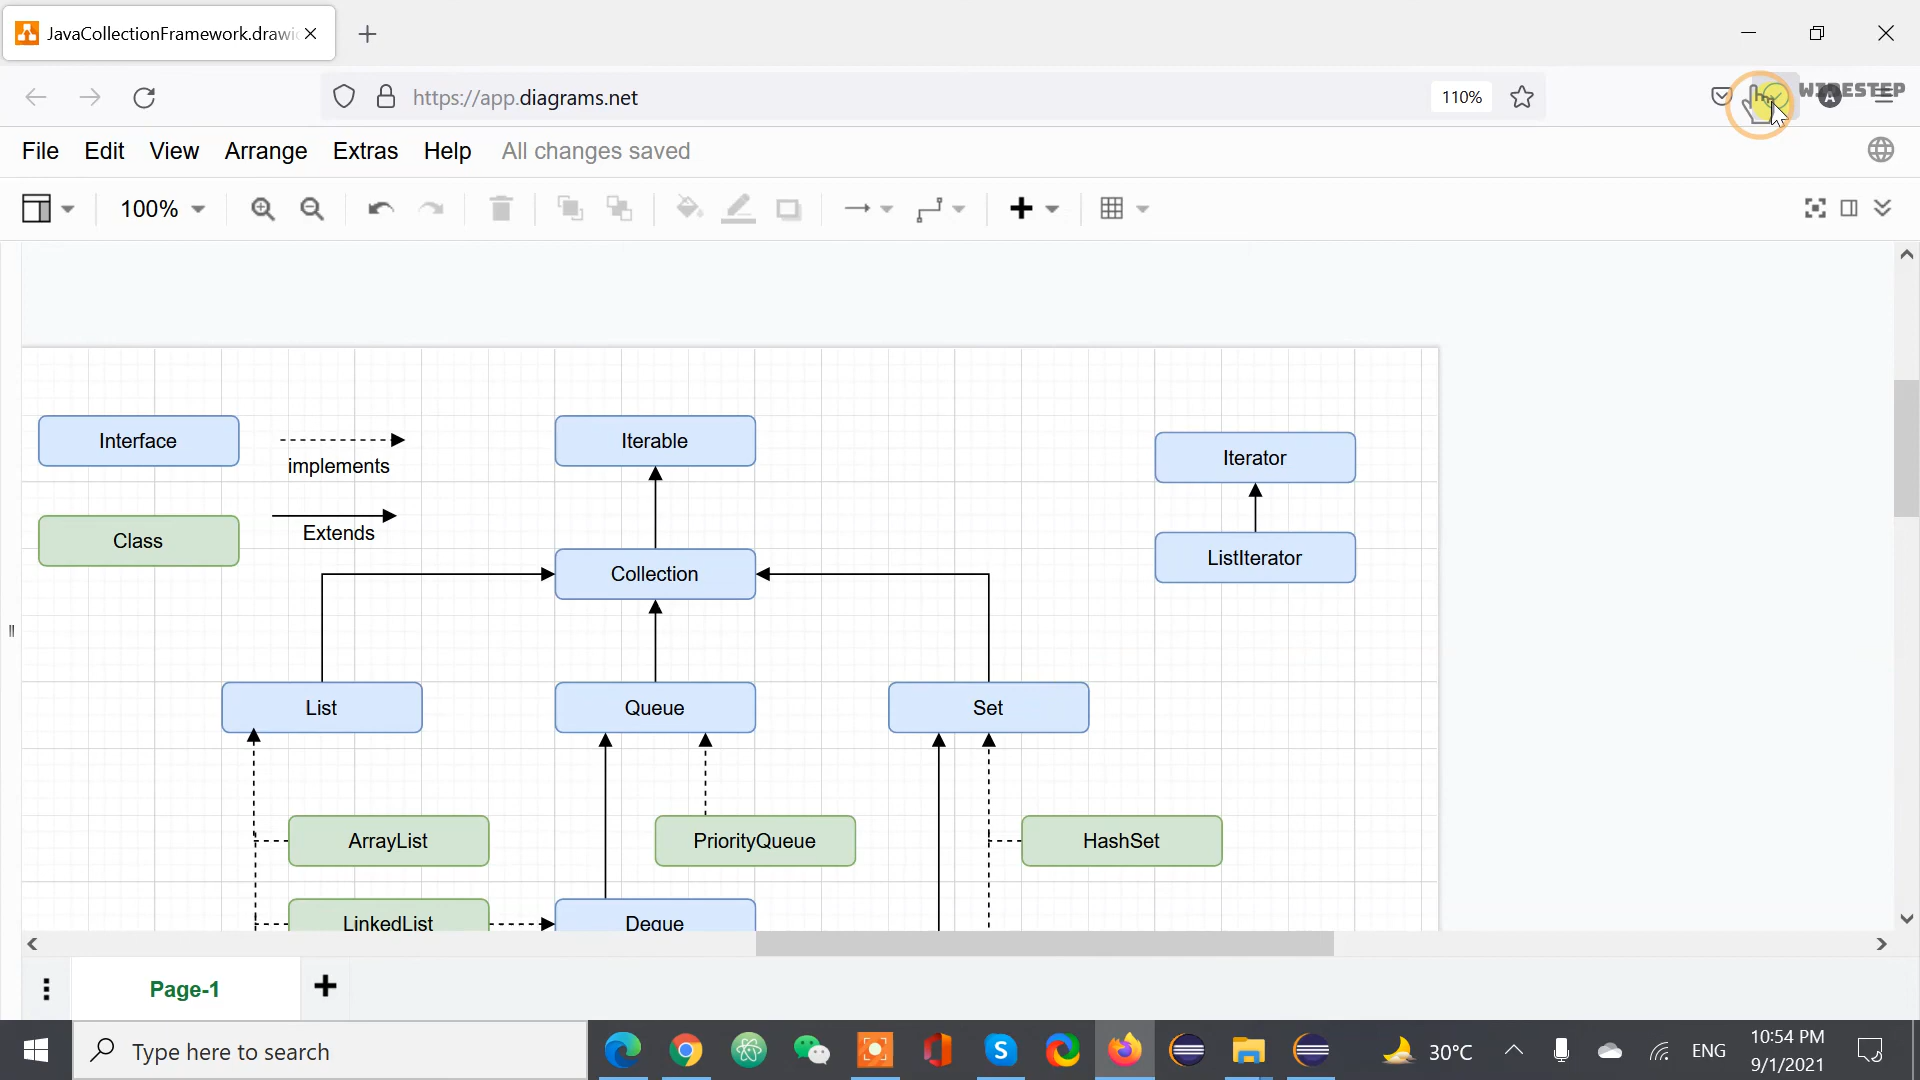 JavaCollectionFramework.drawi
https://app.diagrams.net
110%
A
WIDESTEP
File Edit View Arrange Extras Help All changes saved
100%
Interface
implements
Iterable
Iterator
Extends
Class
Collection
ListIterator
List
Queue
Set
ArrayList
PriorityQueue
HashSet
LinkedList
Deque
Page-1
Type here to search
30°C
ENG
10:54 PM
9/1/2021